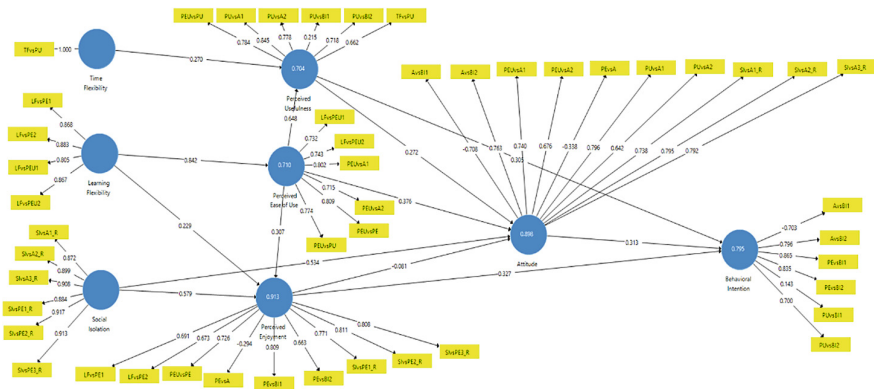 PEUvsPU
PUvsA1
PUvsA2
PUvsBI1
PUvsBI2
TFvsPU
0.784
0.845
0.778
0.215
0.718
0.662
TFvsPU
1.000
0.270
0.704
Time
Flexibility
Perceived
Usefulness
0.648
LFvsPE1
0.868
LFvsPE2
0.883
LFvsPEU1
0.805
LFvsPEU2
0.867
Learning
Flexibility
0.842
0.229
0.710
Perceived
Ease of Use
LFvsPEU1
0.732
LFvsPEU2
0.743
PEUvsA1
0.802
PEUvsA2
0.715
PEUvsPE
0.809
PEUvsPU
0.774
0.307
0.272
0.305
0.376
AvsBI1
AvsBI2
PEUvsA1
PEUvsA2
PEvsA
PUvsA1
PUvsA2
SIvsA1_R
SIvsA2_R
SIvsA3_R
-0.708
0.763
0.740
0.676
-0.338
0.796
0.642
0.738
0.795
0.792
SIvsA1_R
0.872
SIvsA2_R
0.899
SIvsA3_R
0.908
SIvsPE1_R
0.884
SIvsPE2_R
0.917
SIvsPE3_R
0.913
Social
Isolation
0.534
0.579
0.913
Perceived
Enjoyment
-0.081
0.327
0.898
Attitude
0.313
0.795
Behavioral
Intention
AvsBI1
-0.703
AvsBI2
0.796
PEvsBI1
0.863
PEvsBI2
0.835
PUvsBI1
0.143
PUvsBI2
0.700
0.691
0.673
0.726
-0.294
0.809
0.663
0.771
0.811
0.808
LFvsPE1
LFvsPE2
PEUvsPE
PEvsA
PEvsBI1
PEvsBI2
SIvsPE1_R
SIvsPE2_R
SIvsPE3_R